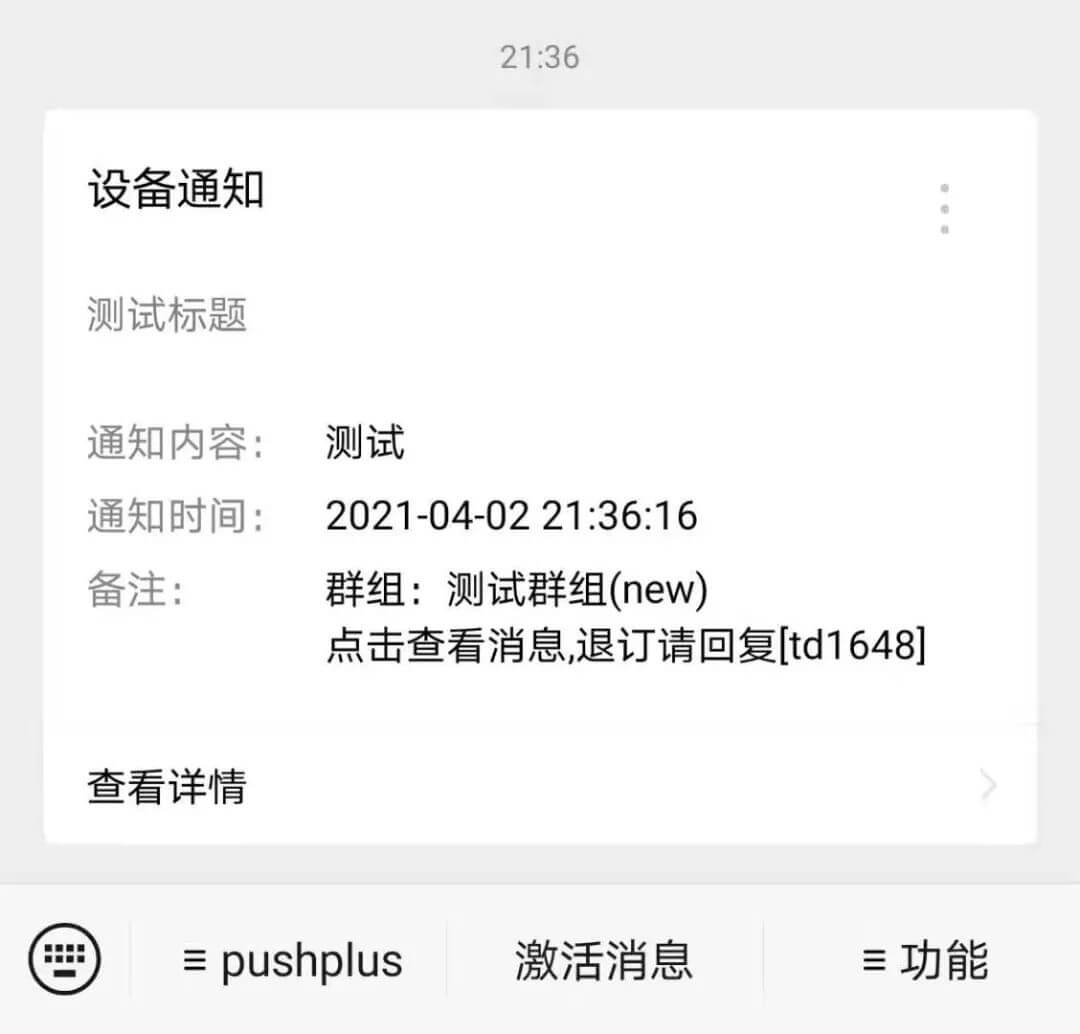 21:36
设备通知
测试标题
通知内容： 测试
通知时间： 2021-04-02 21:36:16
备注： 群组：测试群组(new)
点击查看消息,退订请回复[td1648]
查看详情
≡ pushplus 激活消息 ≡ 功能